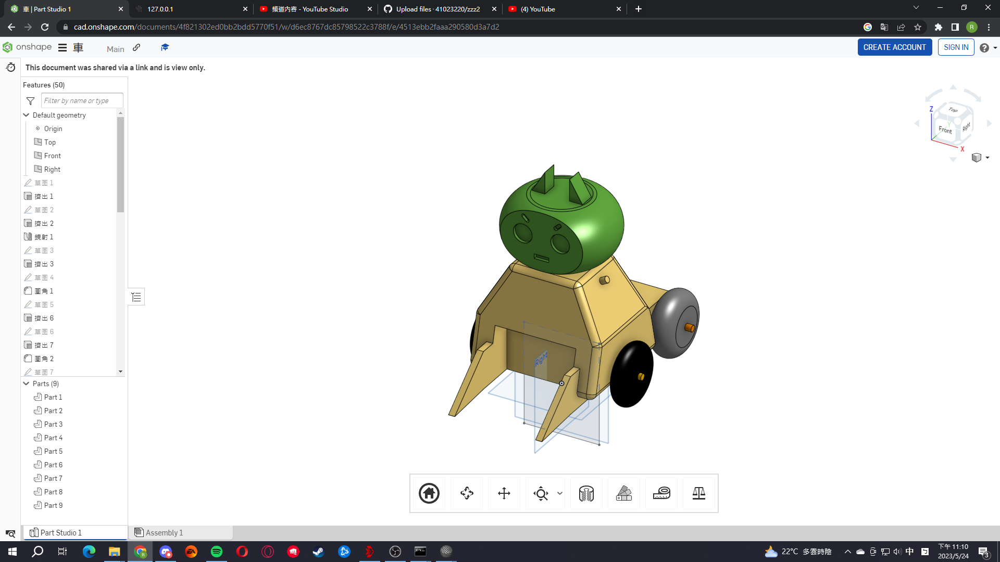 車 | Part Studio 1
127.0.0.1
頻道內容 - YouTube Studio
Upload files · 41023220/zzz2
(4) YouTube
cad.onshape.com/documents/4f821302ed0bb2bdd5770f51/w/d6ec8767dc85798522c3788f/e/4513ebb2faaa290580d3a7d2
R
onshape
車
Main
CREATE ACCOUNT
SIGN IN
This document was shared via a link and is view only.
Features (50)
Filter by name or type
Default geometry
Origin
Top
Front
Right
草圖 1
擠出 1
草圖 2
擠出 2
鏡射 1
草圖 3
擠出 3
草圖 4
圓角 1
草圖 5
擠出 6
草圖 6
擠出 7
圓角 2
草圖 7
Parts (9)
Part 1
Part 2
Part 3
Part 4
Part 5
Part 6
Part 7
Part 8
Part 9
Z
Top
Y
Front
Right
X
Right
Part Studio 1
Assembly 1
EA
R
22°C 多雲時陰
中
下午 11:10
2023/5/24
3